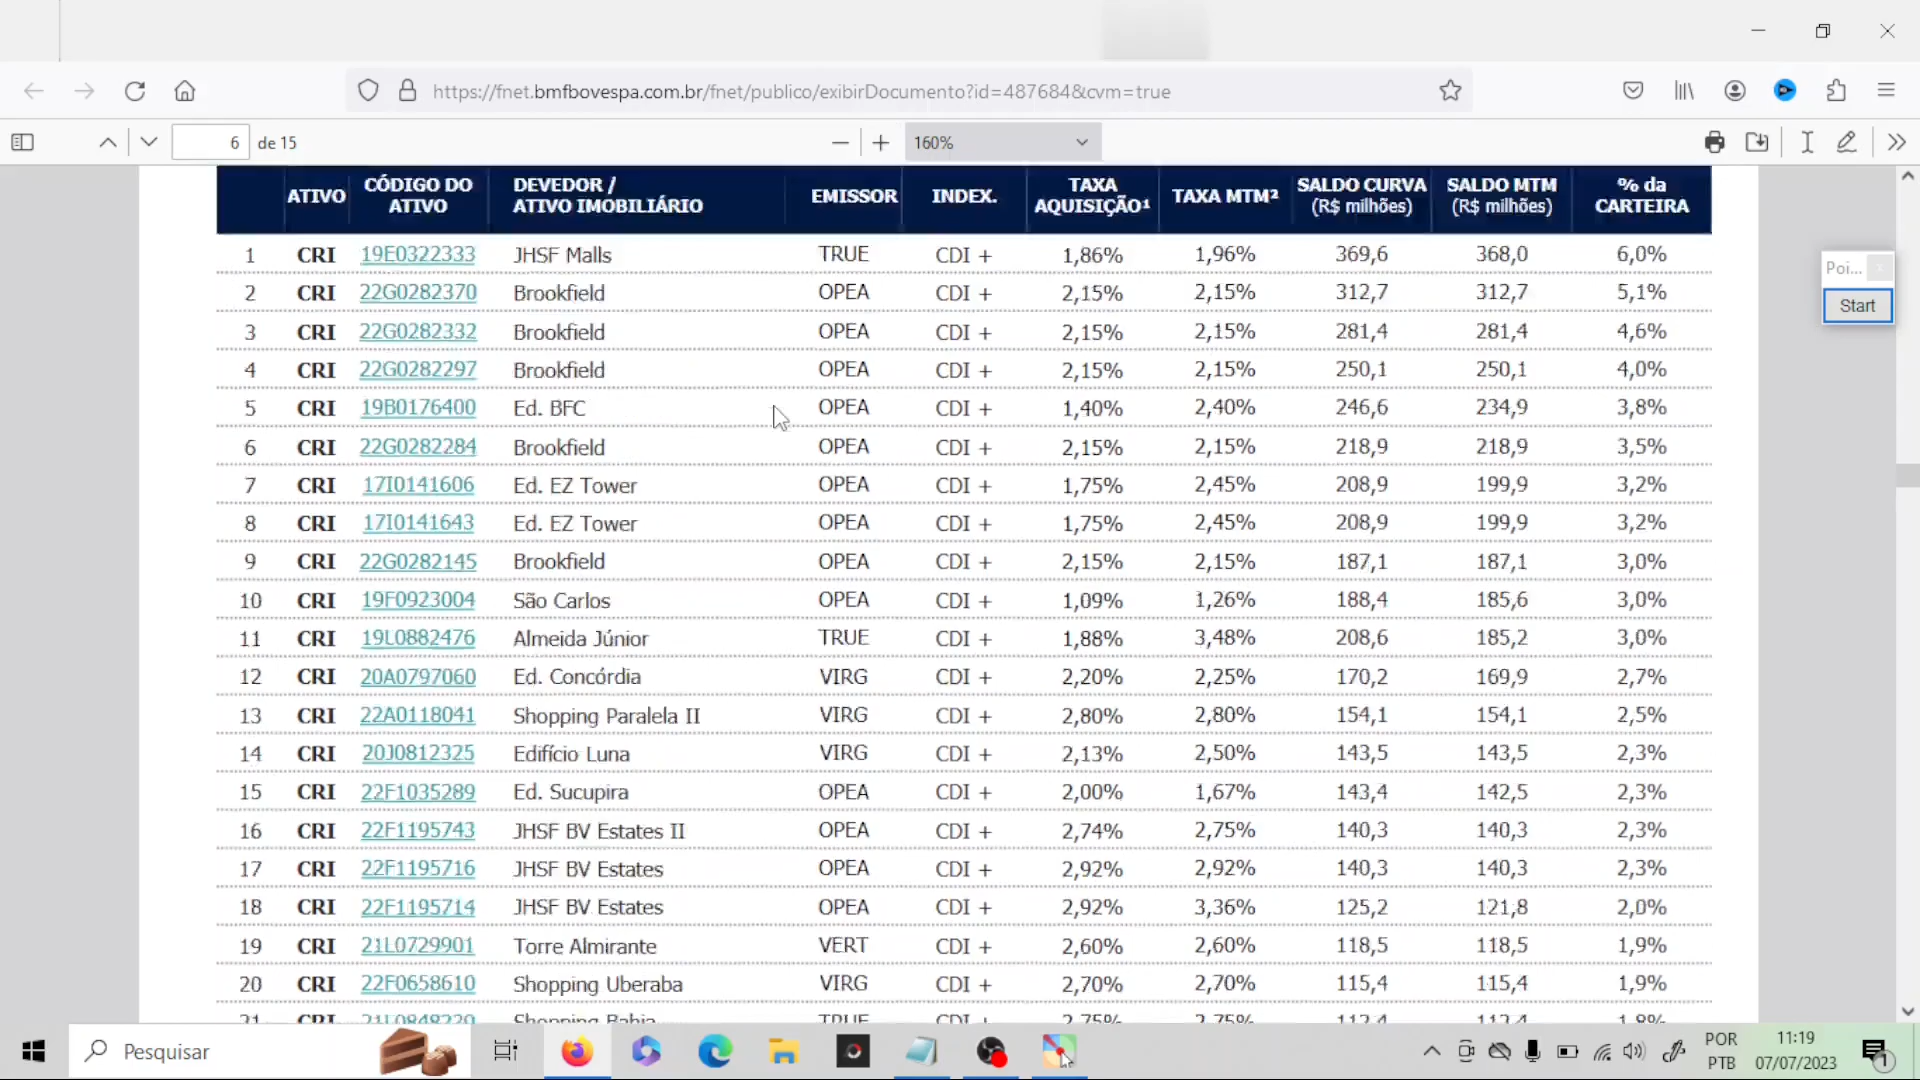 https://fnet.bmfbovespa.com.br/fnet/publico/exibirDocumento?id=487684&cvm=true
6 de 15 160%
ATIVO CÓDIGO DO ATIVO DEVEDOR / ATIVO IMOBILIÁRIO EMISSOR INDEX. TAXA AQUISIÇÃO¹ TAXA MTM² SALDO CURVA (R$ milhões) SALDO MTM (R$ milhões) % da CARTEIRA
1 CRI 19E0322333 JHSF Malls TRUE CDI + 1,86% 1,96% 369,6 368,0 6,0%
2 CRI 22G0282370 Brookfield OPEA CDI + 2,15% 2,15% 312,7 312,7 5,1%
3 CRI 22G0282332 Brookfield OPEA CDI + 2,15% 2,15% 281,4 281,4 4,6%
4 CRI 22G0282297 Brookfield OPEA CDI + 2,15% 2,15% 250,1 250,1 4,0%
5 CRI 19B0176400 Ed. BFC OPEA CDI + 1,40% 2,40% 246,6 234,9 3,8%
6 CRI 22G0282284 Brookfield OPEA CDI + 2,15% 2,15% 218,9 218,9 3,5%
7 CRI 17I0141606 Ed. EZ Tower OPEA CDI + 1,75% 2,45% 208,9 199,9 3,2%
8 CRI 17I0141643 Ed. EZ Tower OPEA CDI + 1,75% 2,45% 208,9 199,9 3,2%
9 CRI 22G0282145 Brookfield OPEA CDI + 2,15% 2,15% 187,1 187,1 3,0%
10 CRI 19F0923004 São Carlos OPEA CDI + 1,09% 1,26% 188,4 185,6 3,0%
11 CRI 19L0882476 Almeida Júnior TRUE CDI + 1,88% 3,48% 208,6 185,2 3,0%
12 CRI 20A0797060 Ed. Concórdia VIRG CDI + 2,20% 2,25% 170,2 169,9 2,7%
13 CRI 22A0118041 Shopping Paralela II VIRG CDI + 2,80% 2,80% 154,1 154,1 2,5%
14 CRI 20J0812325 Edifício Luna VIRG CDI + 2,13% 2,50% 143,5 143,5 2,3%
15 CRI 22F1035289 Ed. Sucupira OPEA CDI + 2,00% 1,67% 143,4 142,5 2,3%
16 CRI 22F1195743 JHSF BV Estates II OPEA CDI + 2,74% 2,75% 140,3 140,3 2,3%
17 CRI 22F1195716 JHSF BV Estates OPEA CDI + 2,92% 2,92% 140,3 140,3 2,3%
18 CRI 22F1195714 JHSF BV Estates OPEA CDI + 2,92% 3,36% 125,2 121,8 2,0%
19 CRI 21L0729901 Torre Almirante VERT CDI + 2,60% 2,60% 118,5 118,5 1,9%
20 CRI 22F0658610 Shopping Uberaba VIRG CDI + 2,70% 2,70% 115,4 115,4 1,9%
21 CRI Shopping Bahia TRUE CDI + 2,75% 2,75% 112,4 112,4 1,8%
Poi...
Start
Pesquisar
POR
PTB
11:19
07/07/2023
1